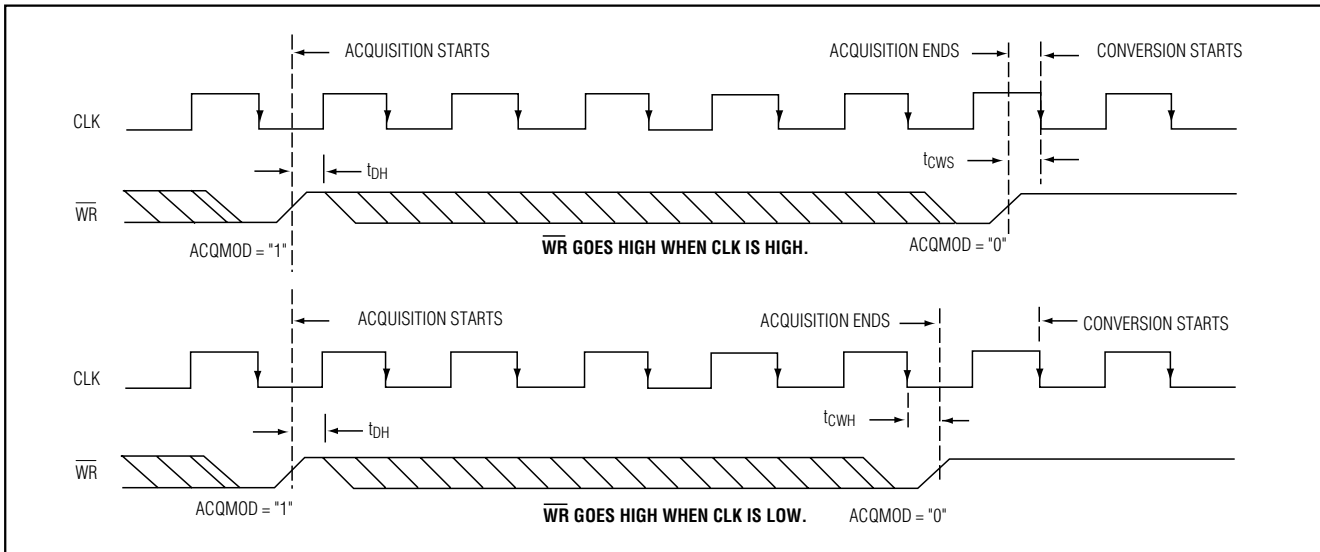 ACQUISITION STARTS
ACQUISITION ENDS
CONVERSION STARTS
CLK
tCWS
tDH
WR
ACQMOD = "1"
WR GOES HIGH WHEN CLK IS HIGH.
ACQMOD = "0"
ACQUISITION STARTS
ACQUISITION ENDS
CONVERSION STARTS
CLK
tCWH
tDH
WR
ACQMOD = "1"
WR GOES HIGH WHEN CLK IS LOW.
ACQMOD = "0"